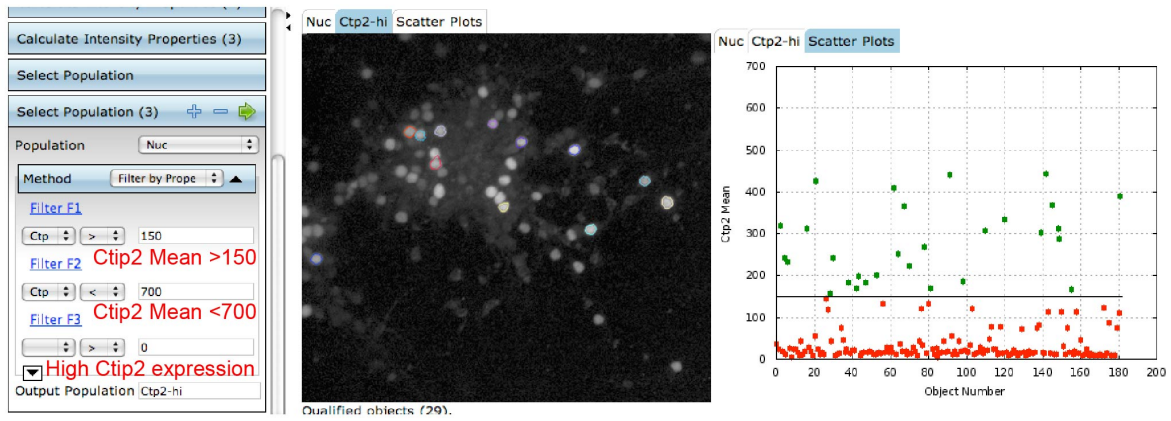 Calculate Intensity Properties (3)
Select Population
Select Population (3)
Population
Nuc
Method
Filter by Prope
Filter F1
Ctp > 150
Ctip2 Mean >150
Filter F2
Ctp < 700
Ctip2 Mean <700
Filter F3
> 0
High Ctip2 expression
Output Population Ctp2-hi
Nuc Ctp2-hi Scatter Plots
Qualified objects (29).
Nuc Ctp2-hi Scatter Plots
700
600
500
400
300
200
100
0
Ctp2 Mean
0 20 40 60 80 100 120 140 160 180 200
Object Number